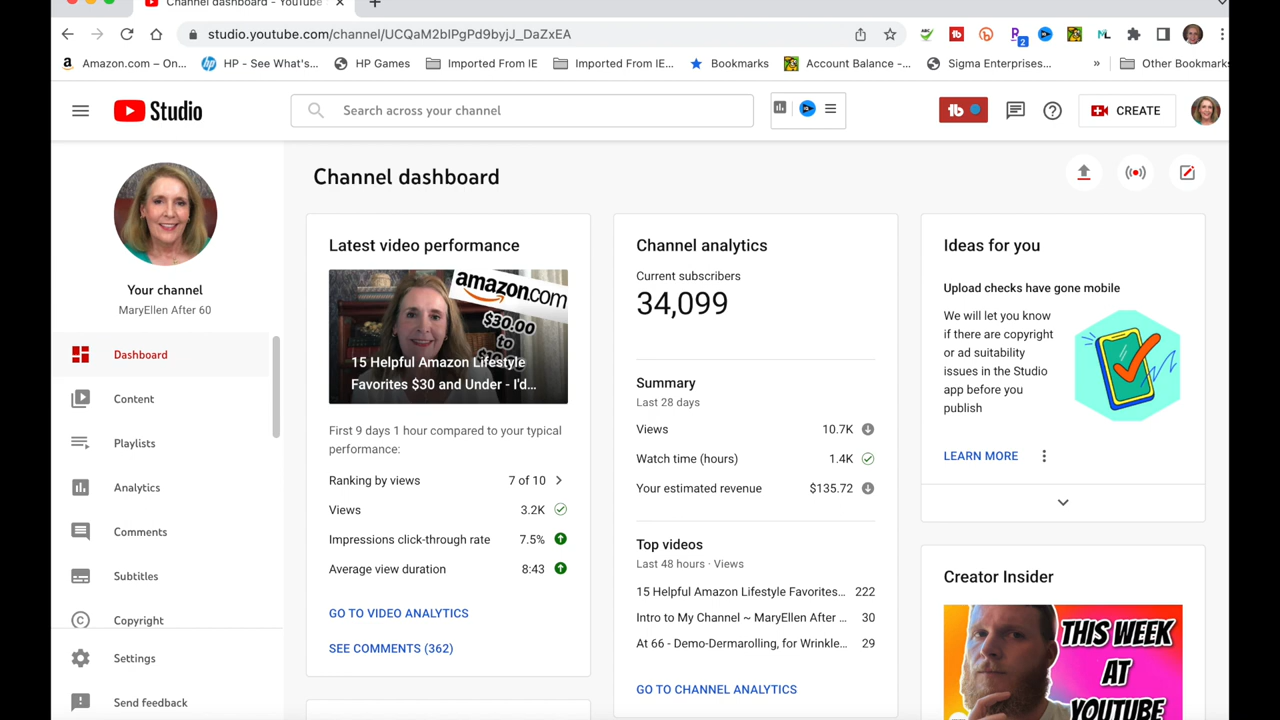 Channel dashboard - YouTube
studio.youtube.com/channel/UCQaM2bIPgPd9byjJ_DaZxEA
2
Amazon.com – On...
HP - See What's...
HP Games
Imported From IE
Imported From IE...
Bookmarks
Account Balance -...
Sigma Enterprises...
»
Other Bookmarks
Studio
Search across your channel
tb
CREATE
Channel dashboard
Your channel
MaryEllen After 60
Dashboard
Content
Playlists
Analytics
Comments
Subtitles
Copyright
Settings
Send feedback
Latest video performance
amazon.com
$30.00
to
15 Helpful Amazon Lifestyle
Favorites $30 and Under - I'd...
First 9 days 1 hour compared to your typical
performance:
Ranking by views 7 of 10
Views 3.2K
Impressions click-through rate 7.5%
Average view duration 8:43
GO TO VIDEO ANALYTICS
SEE COMMENTS (362)
Channel analytics
Current subscribers
34,099
Summary
Last 28 days
Views 10.7K
Watch time (hours) 1.4K
Your estimated revenue $135.72
Top videos
Last 48 hours · Views
15 Helpful Amazon Lifestyle Favorites... 222
Intro to My Channel ~ MaryEllen After ... 30
At 66 - Demo-Dermarolling, for Wrinkle... 29
GO TO CHANNEL ANALYTICS
Ideas for you
Upload checks have gone mobile
We will let you know
if there are copyright
or ad suitability
issues in the Studio
app before you
publish
LEARN MORE
Creator Insider
THIS WEEK
AT
YOUTUBE